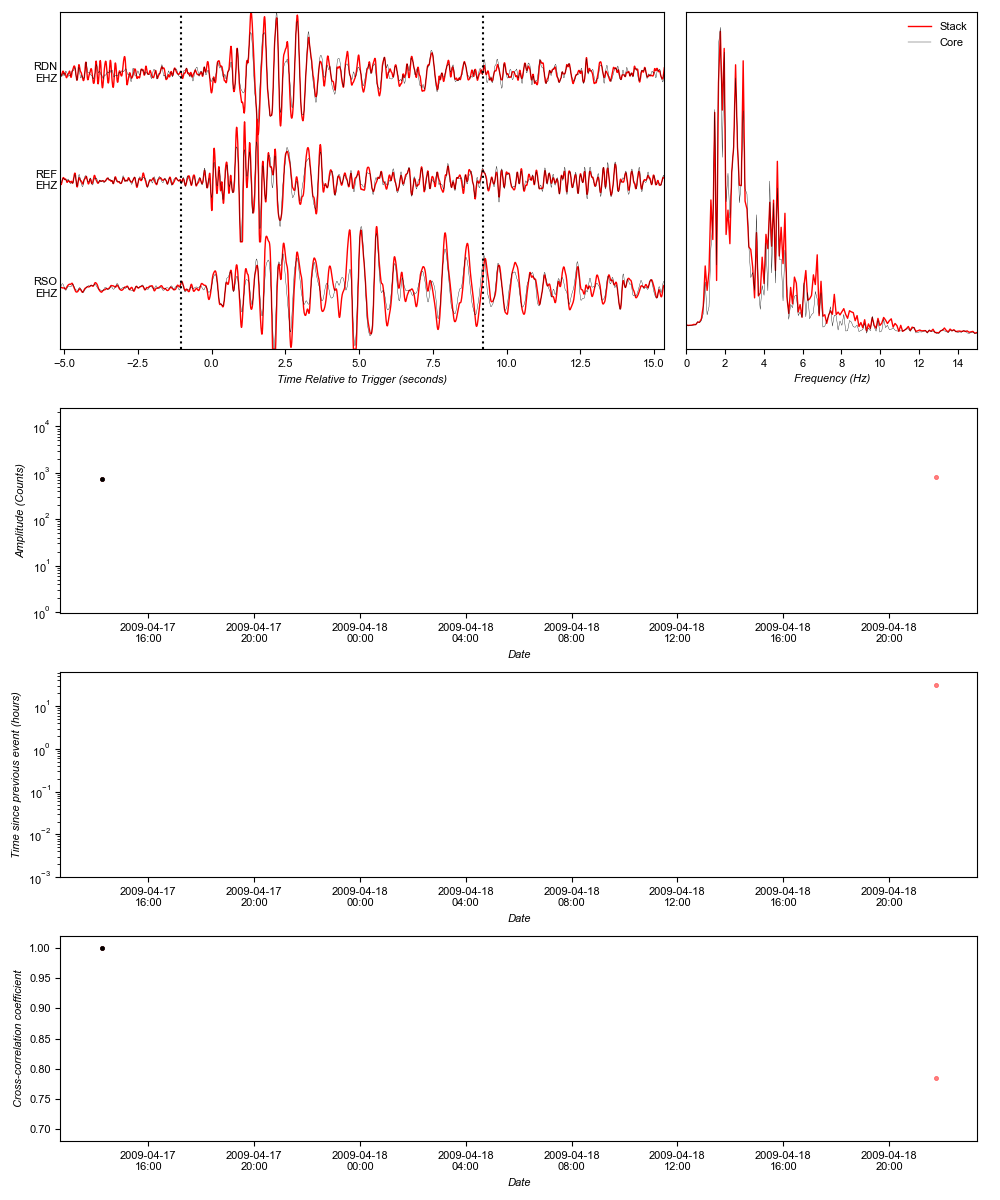 RDN
EHZ
REF
EHZ
RSO
EHZ
−5.0 −2.5 0.0 2.5 5.0 7.5 10.0 12.5 15.0
Time Relative to Trigger (seconds)
Stack
Core
0 2 4 6 8 10 12 14
Frequency (Hz)
10⁴
10³
10²
10¹
10⁰
Amplitude (Counts)
2009-04-17 2009-04-17 2009-04-18 2009-04-18 2009-04-18 2009-04-18 2009-04-18 2009-04-18
16:00 20:00 00:00 04:00 08:00 12:00 16:00 20:00
Date
10¹
10⁰
10⁻¹
10⁻²
10⁻³
Time since previous event (hours)
2009-04-17 2009-04-17 2009-04-18 2009-04-18 2009-04-18 2009-04-18 2009-04-18 2009-04-18
16:00 20:00 00:00 04:00 08:00 12:00 16:00 20:00
Date
1.00
0.95
0.90
0.85
0.80
0.75
0.70
Cross-correlation coefficient
2009-04-17 2009-04-17 2009-04-18 2009-04-18 2009-04-18 2009-04-18 2009-04-18 2009-04-18
16:00 20:00 00:00 04:00 08:00 12:00 16:00 20:00
Date